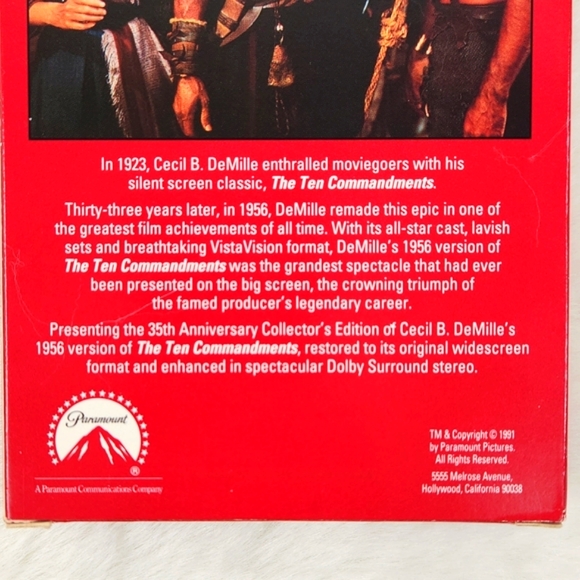 In 1923, Cecil B. DeMille enthralled moviegoers with his
silent screen classic, The Ten Commandments.
Thirty-three years later, in 1956, DeMille remade this epic in one of
the greatest film achievements of all time. With its all-star cast, lavish
sets and breathtaking VistaVision format, DeMille's 1956 version of
The Ten Commandments was the grandest spectacle that had ever
been presented on the big screen, the crowning triumph of
the famed producer's legendary career.
Presenting the 35th Anniversary Collector's Edition of Cecil B. DeMille's
1956 version of The Ten Commandments, restored to its original widescreen
format and enhanced in spectacular Dolby Surround stereo.
Paramount
®
A Paramount Communications Company
TM & Copyright © 1991
by Paramount Pictures.
All Rights Reserved.
5555 Melrose Avenue,
Hollywood, California 90038